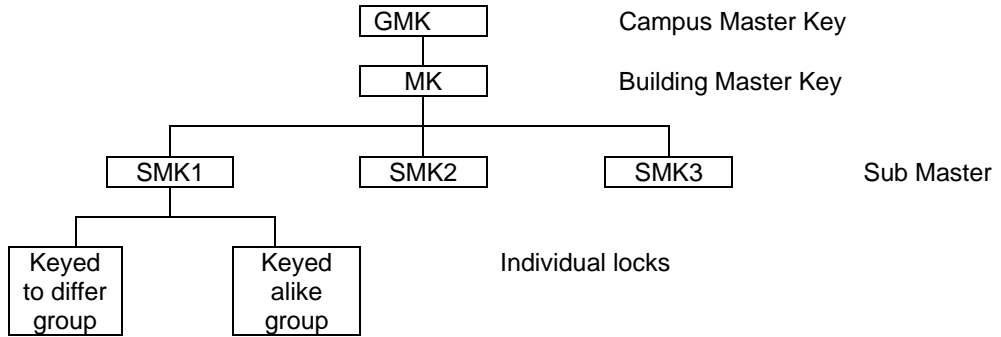 GMK Campus Master Key
MK Building Master Key
SMK1 SMK2 SMK3 Sub Master
Keyed to differ group
Keyed alike group
Individual locks